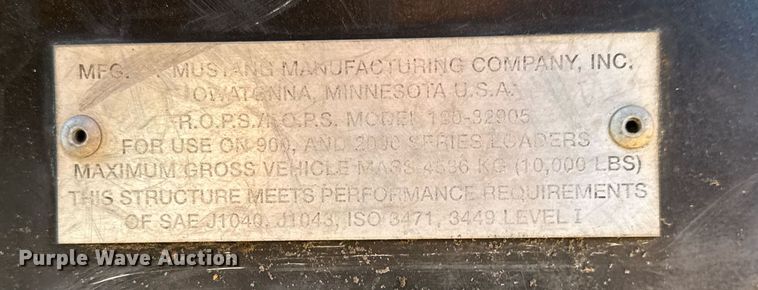 MFG. MUSTANG MANUFACTURING COMPANY, INC.
OWATONNA, MINNESOTA U.S.A.
R.O.P.S./F.O.P.S. MODEL 180-32905
FOR USE ON 900, AND 2000 SERIES LOADERS
MAXIMUM GROSS VEHICLE MASS 4536 KG (10,000 LBS)
THIS STRUCTURE MEETS PERFORMANCE REQUIREMENTS
OF SAE J1040, J1043, ISO 3471, 3449 LEVEL I
Purple Wave Auction